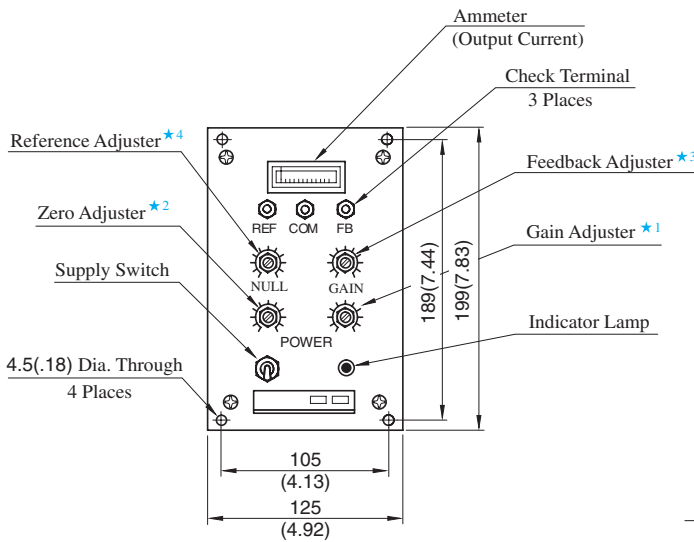 Ammeter
(Output Current)
Check Terminal
3 Places
Reference Adjuster ★4
Feedback Adjuster ★3
REF COM FB
Zero Adjuster ★2
Gain Adjuster ★1
NULL GAIN
Supply Switch
189(7.44)
199(7.83)
POWER
Indicator Lamp
4.5(.18) Dia. Through
4 Places
105
(4.13)
125
(4.92)